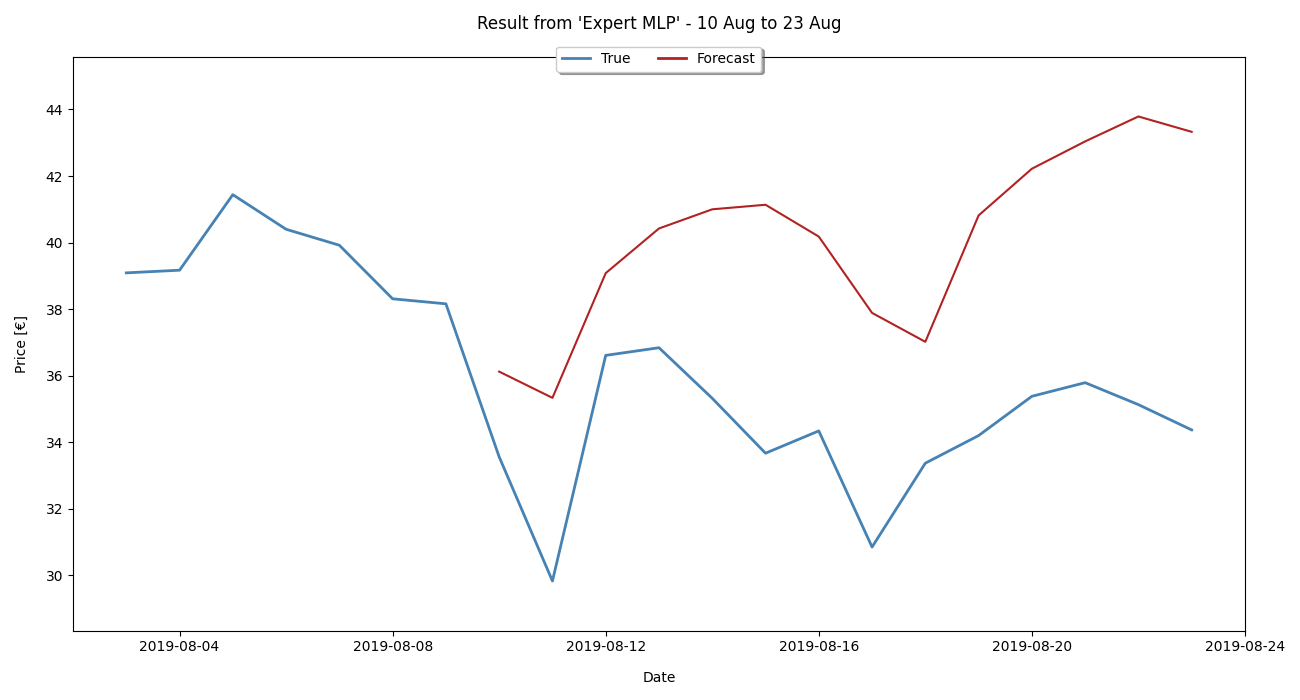 Result from 'Expert MLP' - 10 Aug to 23 Aug
True Forecast
44
42
40
38
36
34
32
30
Price [€]
2019-08-04 2019-08-08 2019-08-12 2019-08-16 2019-08-20 2019-08-24
Date